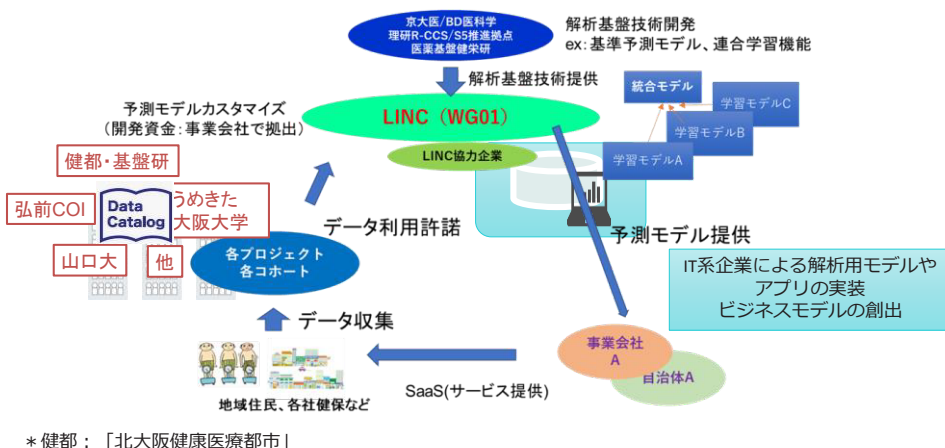 京大医/BD医科学
理研R-CCS/S5推進拠点
医薬基盤健栄研
解析基盤技術開発
ex:基準予測モデル、連合学習機能
解析基盤技術提供
予測モデルカスタマイズ
(開発資金:事業会社で拠出)
LINC(WG01)
LINC協力企業
統合モデル
学習モデルC
学習モデルB
学習モデルA
健都・基盤研
弘前COI
Data
Catalog
うめきた
大阪大学
山口大
他
各プロジェクト
各コホート
データ利用許諾
予測モデル提供
IT系企業による解析用モデルや
アプリの実装
ビジネスモデルの創出
データ収集
事業会社
A
自治体A
SaaS(サービス提供)
地域住民、各社健保など
*健都:「北大阪健康医療都市」